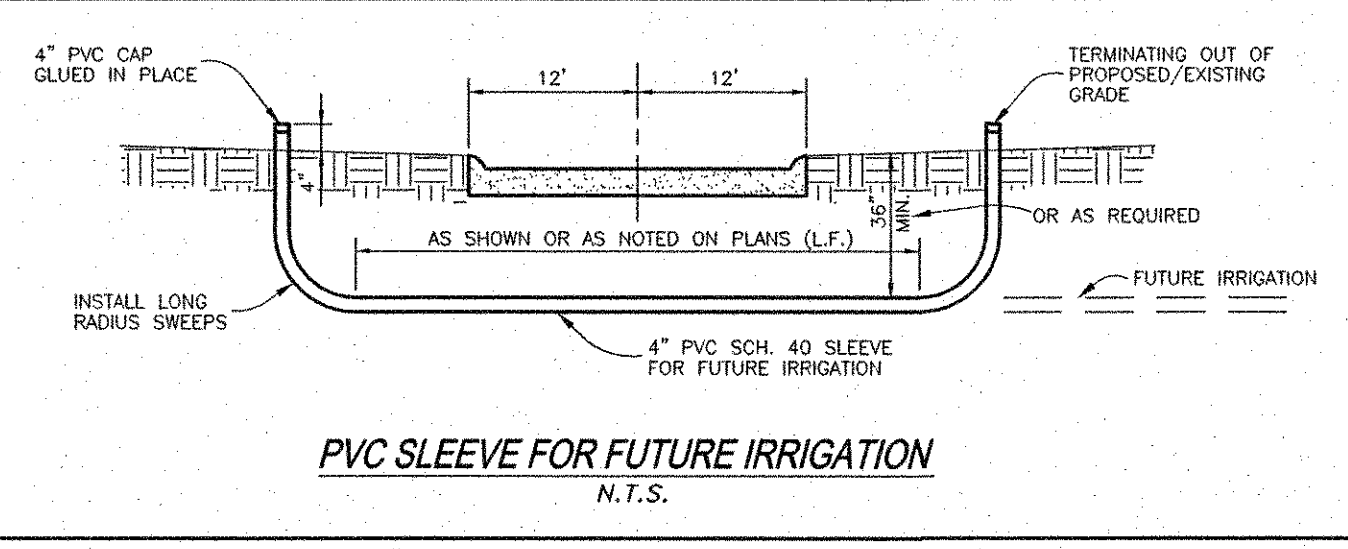 4" PVC CAP
GLUED IN PLACE
12'
12'
TERMINATING OUT OF
PROPOSED/EXISTING
GRADE
4"
36"
MIN.
OR AS REQUIRED
AS SHOWN OR AS NOTED ON PLANS (L.F.)
FUTURE IRRIGATION
INSTALL LONG
RADIUS SWEEPS
4" PVC SCH. 40 SLEEVE
FOR FUTURE IRRIGATION
PVC SLEEVE FOR FUTURE IRRIGATION
N.T.S.